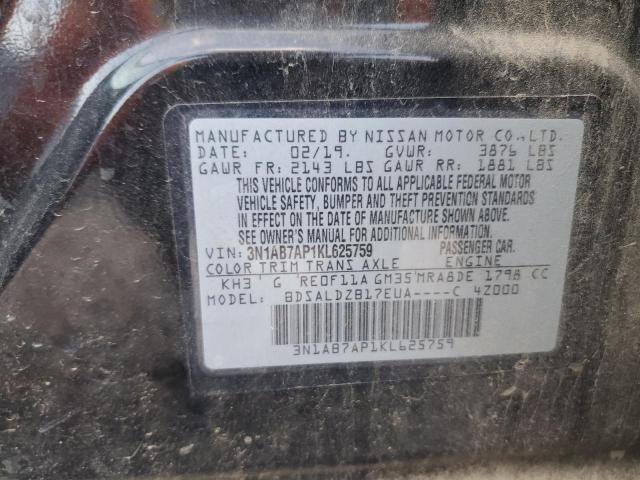 MANUFACTURED BY NISSAN MOTOR CO.,LTD.
DATE: 02/19. GVWR: 3876 LBS
GAWR FR: 2143 LBS GAWR RR: 1881 LBS
THIS VEHICLE CONFORMS TO ALL APPLICABLE FEDERAL MOTOR
VEHICLE SAFETY, BUMPER AND THEFT PREVENTION STANDARDS
IN EFFECT ON THE DATE OF MANUFACTURE SHOWN ABOVE.
SEE OWNER'S MANUAL FOR ADDITIONAL INFORMATION.
VIN: 3N1AB7AP1KL625759 PASSENGER CAR.
COLOR TRIM TRANS AXLE ENGINE
KH3 G RE0F11A GM35 MRA8DE 1798 CC
MODEL: BDSALDZB17EUA----C 4Z000
3N1AB7AP1KL625759